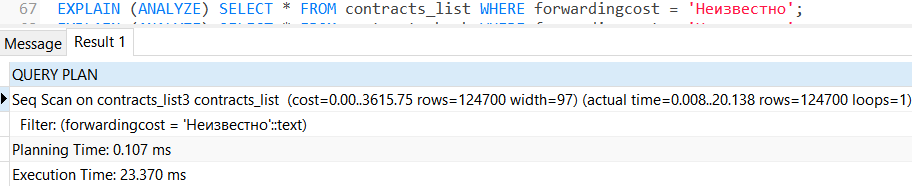 67 EXPLAIN (ANALYZE) SELECT * FROM contracts_list WHERE forwardingcost = 'Неизвестно';
Message Result 1
QUERY PLAN
Seq Scan on contracts_list3 contracts_list (cost=0.00..3615.75 rows=124700 width=97) (actual time=0.008..20.138 rows=124700 loops=1)
Filter: (forwardingcost = 'Неизвестно'::text)
Planning Time: 0.107 ms
Execution Time: 23.370 ms